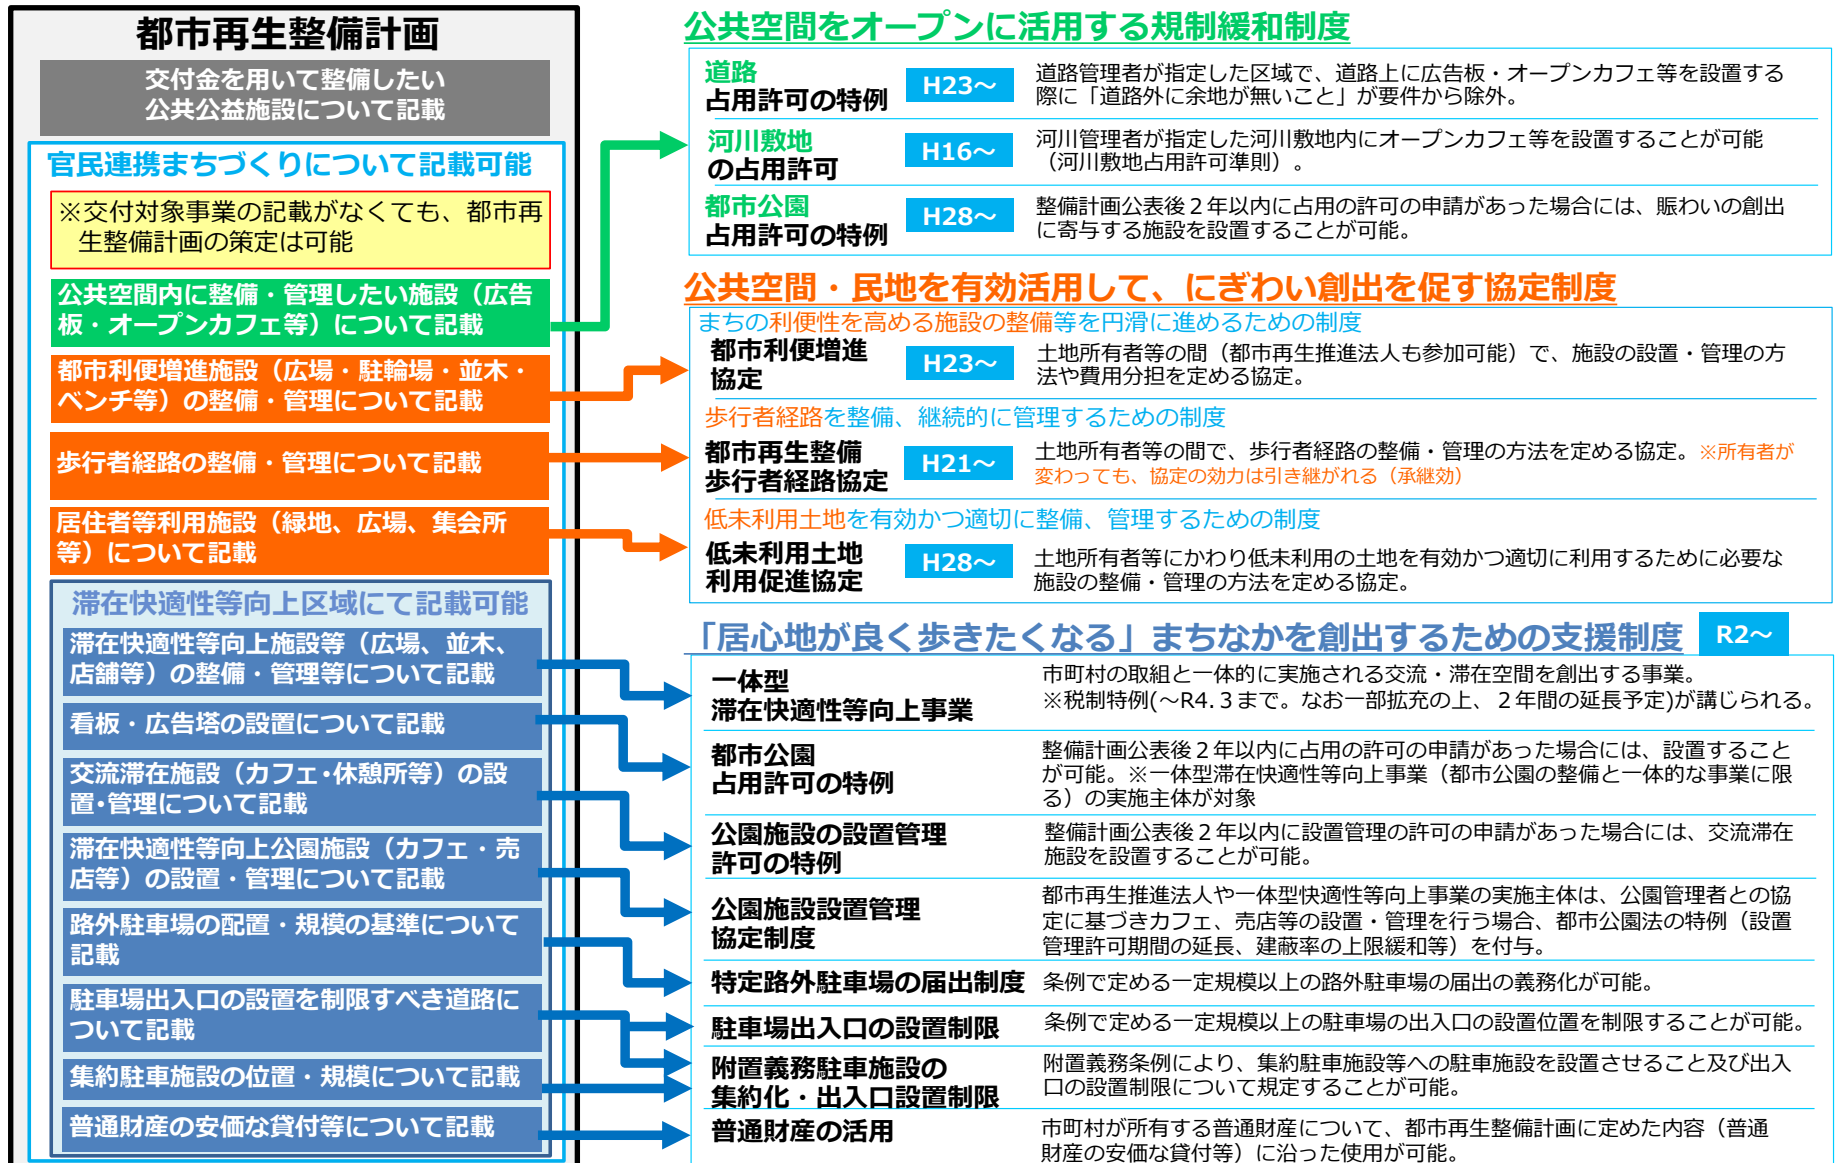 都市再生整備計画
交付金を用いて整備したい
公共公益施設について記載
官民連携まちづくりについて記載可能
※交付対象事業の記載がなくても、都市再
生整備計画の策定は可能
公共空間内に整備・管理したい施設（広告
板・オープンカフェ等）について記載
都市利便増進施設（広場・駐輪場・並木・
ベンチ等）の整備・管理について記載
歩行者経路の整備・管理について記載
居住者等利用施設（緑地、広場、集会所
等）について記載
滞在快適性等向上区域にて記載可能
滞在快適性等向上施設等（広場、並木、
店舗等）の整備・管理等について記載
看板・広告塔の設置について記載
交流滞在施設（カフェ・休憩所等）の設
置・管理について記載
滞在快適性等向上公園施設（カフェ・売
店等）の設置・管理について記載
路外駐車場の配置・規模の基準について
記載
駐車場出入口の設置を制限すべき道路に
ついて記載
集約駐車施設の位置・規模について記載
普通財産の安価な貸付等について記載
公共空間をオープンに活用する規制緩和制度
道路
占用許可の特例
H23～
道路管理者が指定した区域で、道路上に広告板・オープンカフェ等を設置する
際に「道路外に余地が無いこと」が要件から除外。
河川敷地
の占用許可
H16～
河川管理者が指定した河川敷地内にオープンカフェ等を設置することが可能
（河川敷地占用許可準則）。
都市公園
占用許可の特例
H28～
整備計画公表後２年以内に占用の許可の申請があった場合には、賑わいの創出
に寄与する施設を設置することが可能。
公共空間・民地を有効活用して、にぎわい創出を促す協定制度
まちの利便性を高める施設の整備等を円滑に進めるための制度
都市利便増進
協定
H23～
土地所有者等の間（都市再生推進法人も参加可能）で、施設の設置・管理の方
法や費用分担を定める協定。
歩行者経路を整備、継続的に管理するための制度
都市再生整備
歩行者経路協定
H21～
土地所有者等の間で、歩行者経路の整備・管理の方法を定める協定。※所有者が
変わっても、協定の効力は引き継がれる（承継効）
低未利用土地を有効かつ適切に整備、管理するための制度
低未利用土地
利用促進協定
H28～
土地所有者等にかわり低未利用の土地を有効かつ適切に利用するために必要な
施設の整備・管理の方法を定める協定。
「居心地が良く歩きたくなる」まちなかを創出するための支援制度
R2～
一体型
滞在快適性等向上事業
市町村の取組と一体的に実施される交流・滞在空間を創出する事業。
※税制特例(～R4.３まで。なお一部拡充の上、２年間の延長予定)が講じられる。
都市公園
占用許可の特例
整備計画公表後２年以内に占用の許可の申請があった場合には、設置すること
が可能。※一体型滞在快適性等向上事業（都市公園の整備と一体的な事業に限
る）の実施主体が対象
公園施設の設置管理
許可の特例
整備計画公表後２年以内に設置管理の許可の申請があった場合には、交流滞在
施設を設置することが可能。
公園施設設置管理
協定制度
都市再生推進法人や一体型快適性等向上事業の実施主体は、公園管理者との協
定に基づきカフェ、売店等の設置・管理を行う場合、都市公園法の特例（設置
管理許可期間の延長、建蔽率の上限緩和等）を付与。
特定路外駐車場の届出制度
条例で定める一定規模以上の路外駐車場の届出の義務化が可能。
駐車場出入口の設置制限
条例で定める一定規模以上の駐車場の出入口の設置位置を制限することが可能。
附置義務駐車施設の
集約化・出入口設置制限
附置義務条例により、集約駐車施設等への駐車施設を設置させること及び出入
口の設置制限について規定することが可能。
普通財産の活用
市町村が所有する普通財産について、都市再生整備計画に定めた内容（普通
財産の安価な貸付等）に沿った使用が可能。